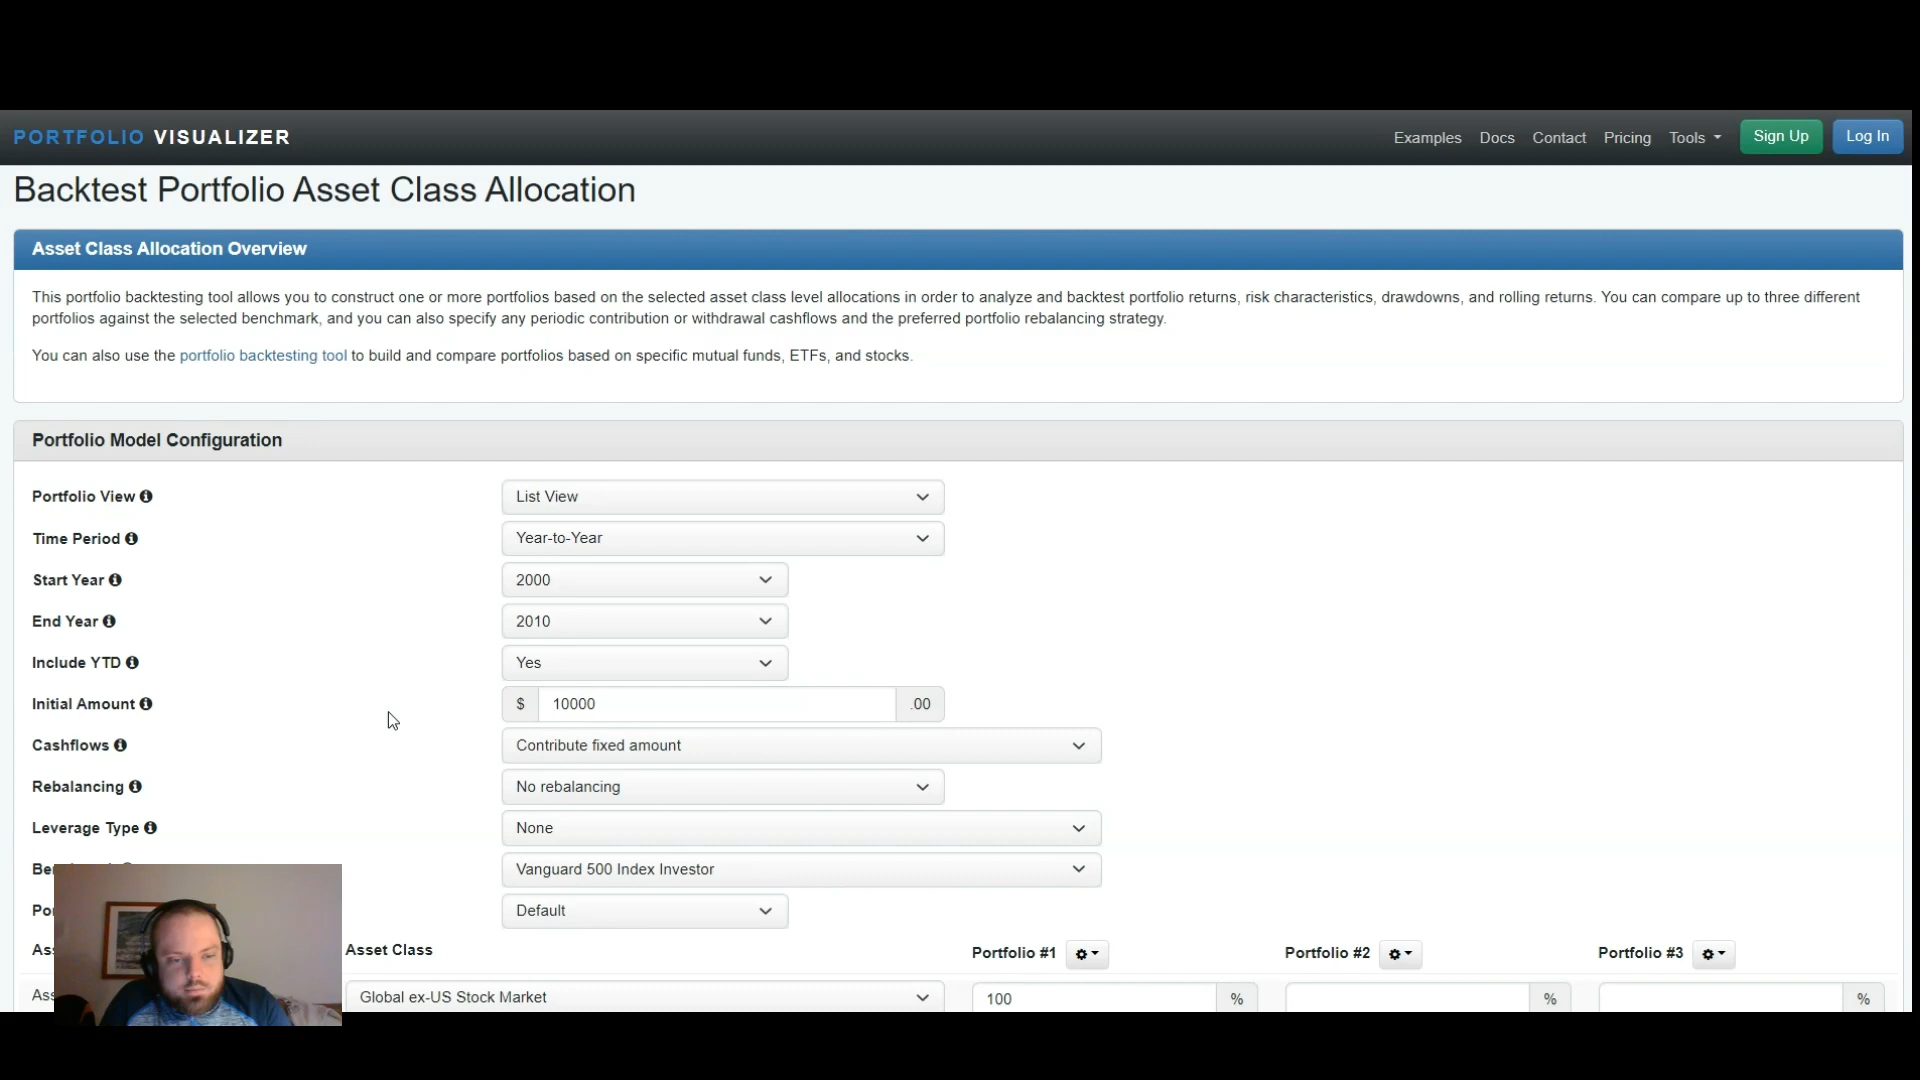 PORTFOLIO VISUALIZER
Examples Docs Contact Pricing Tools Sign Up Log In
Backtest Portfolio Asset Class Allocation
Asset Class Allocation Overview
This portfolio backtesting tool allows you to construct one or more portfolios based on the selected asset class level allocations in order to analyze and backtest portfolio returns, risk characteristics, drawdowns, and rolling returns. You can compare up to three different
portfolios against the selected benchmark, and you can also specify any periodic contribution or withdrawal cashflows and the preferred portfolio rebalancing strategy.
You can also use the portfolio backtesting tool to build and compare portfolios based on specific mutual funds, ETFs, and stocks.
Portfolio Model Configuration
Portfolio View List View
Time Period Year-to-Year
Start Year 2000
End Year 2010
Include YTD Yes
Initial Amount $ 10000 .00
Cashflows Contribute fixed amount
Rebalancing No rebalancing
Leverage Type None
Vanguard 500 Index Investor
Default
Asset Class Portfolio #1 Portfolio #2 Portfolio #3
Global ex-US Stock Market 100 % % %